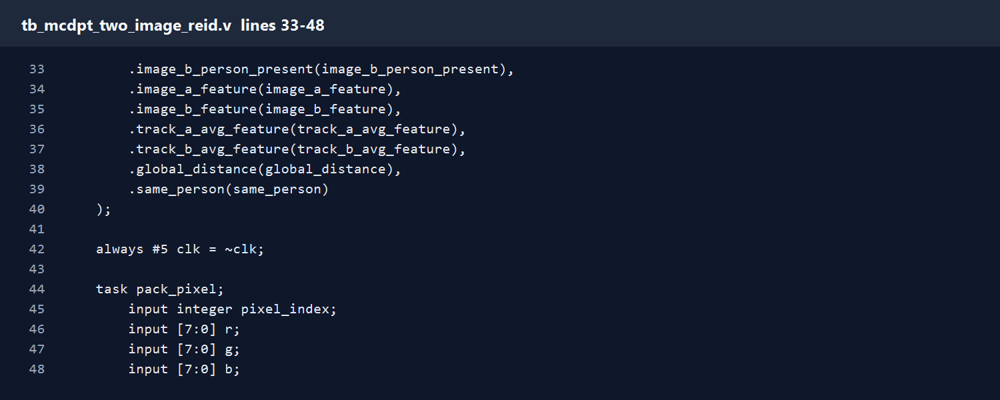 tb_mcdpt_two_image_reid.v lines 33-48
33 .image_b_person_present(image_b_person_present),
34 .image_a_feature(image_a_feature),
35 .image_b_feature(image_b_feature),
36 .track_a_avg_feature(track_a_avg_feature),
37 .track_b_avg_feature(track_b_avg_feature),
38 .global_distance(global_distance),
39 .same_person(same_person)
40 );
41
42 always #5 clk = ~clk;
43
44 task pack_pixel;
45 input integer pixel_index;
46 input [7:0] r;
47 input [7:0] g;
48 input [7:0] b;